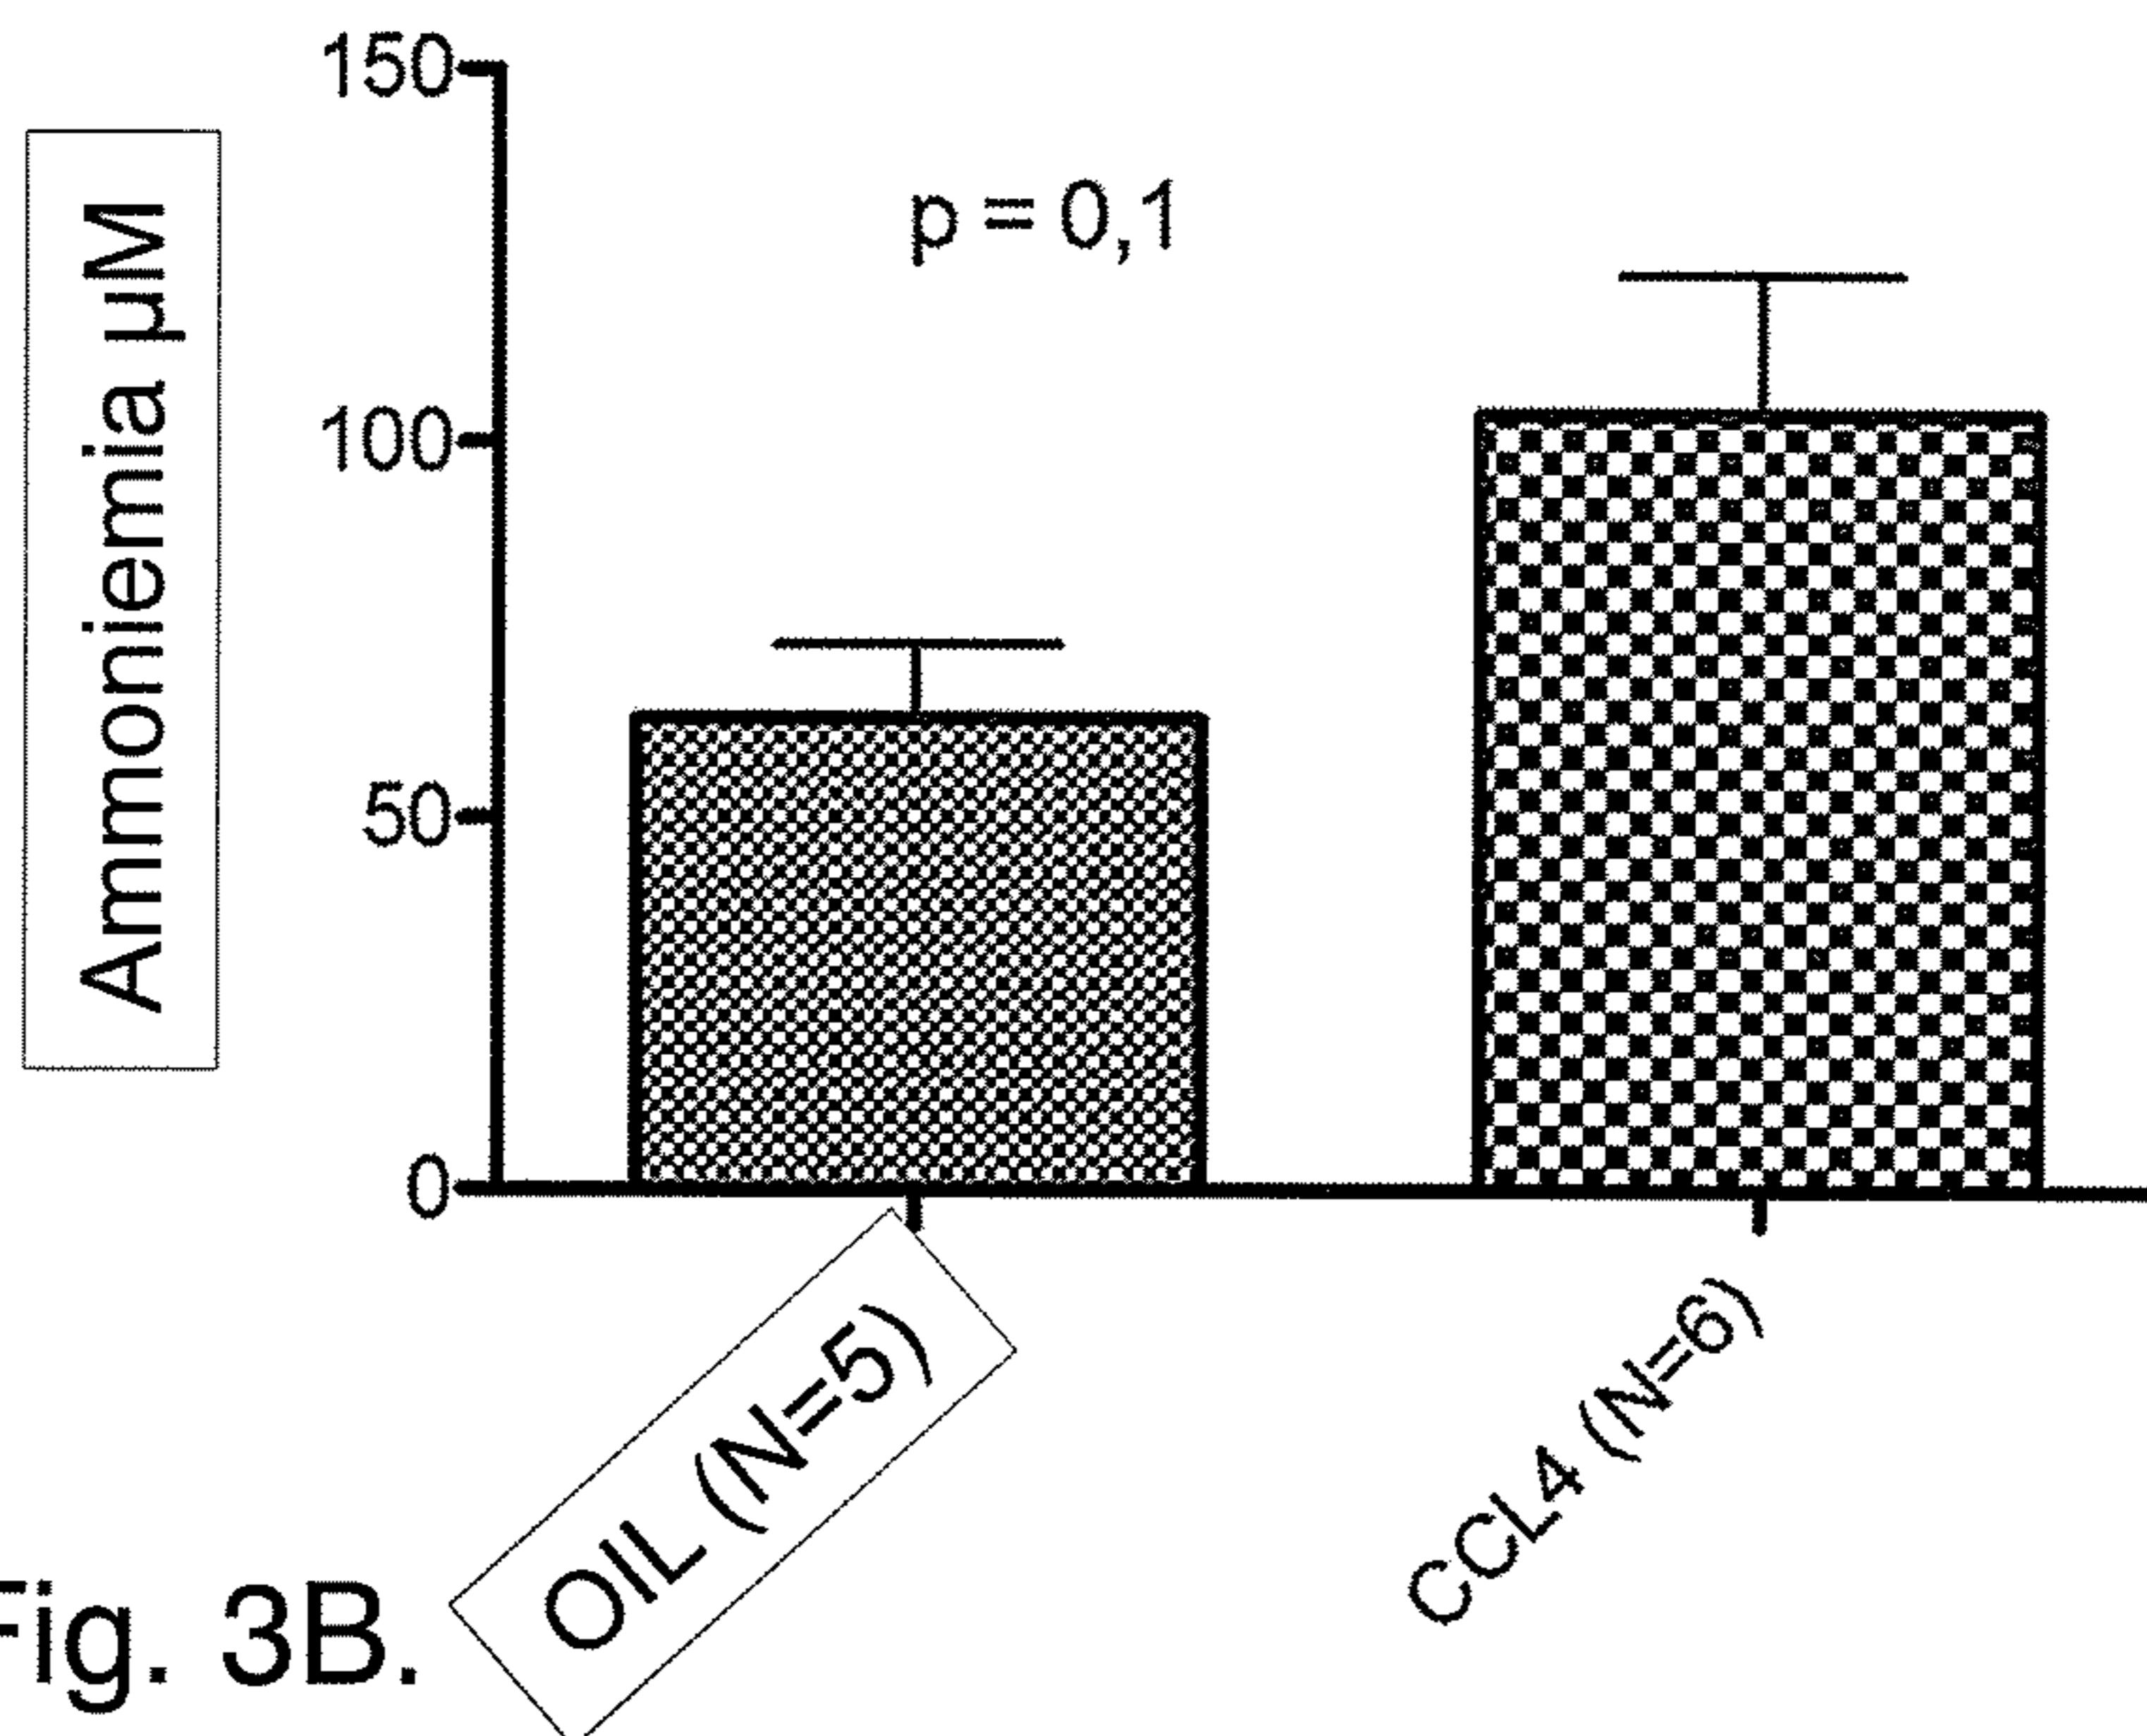 Ammoniemia µM
150
100
50
0
p = 0,1
OIL (N=5)
CCL4 (N=6)
Fig. 3B.